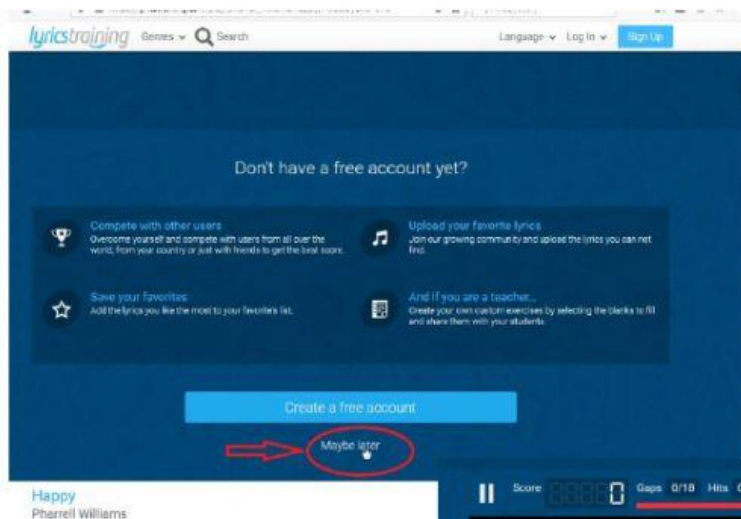 lyricstraining Genres Search Language Log In Sign Up
Don't have a free account yet?
Compete with other users
Overcome yourself and compete with users from all over the
world, from your country or just with friends to get the best score.
Upload your favorite lyrics
Join our growing community and upload the lyrics you can not
find.
Save your favorites
Add the lyrics you like the most to your favorite's list.
And if you are a teacher...
Create your own custom exercises by selecting the blanks to fill
and share them with your students.
Create a free account
Maybe later
Happy
Pharrell Williams
Score 0 Gaps 0/18 Hits